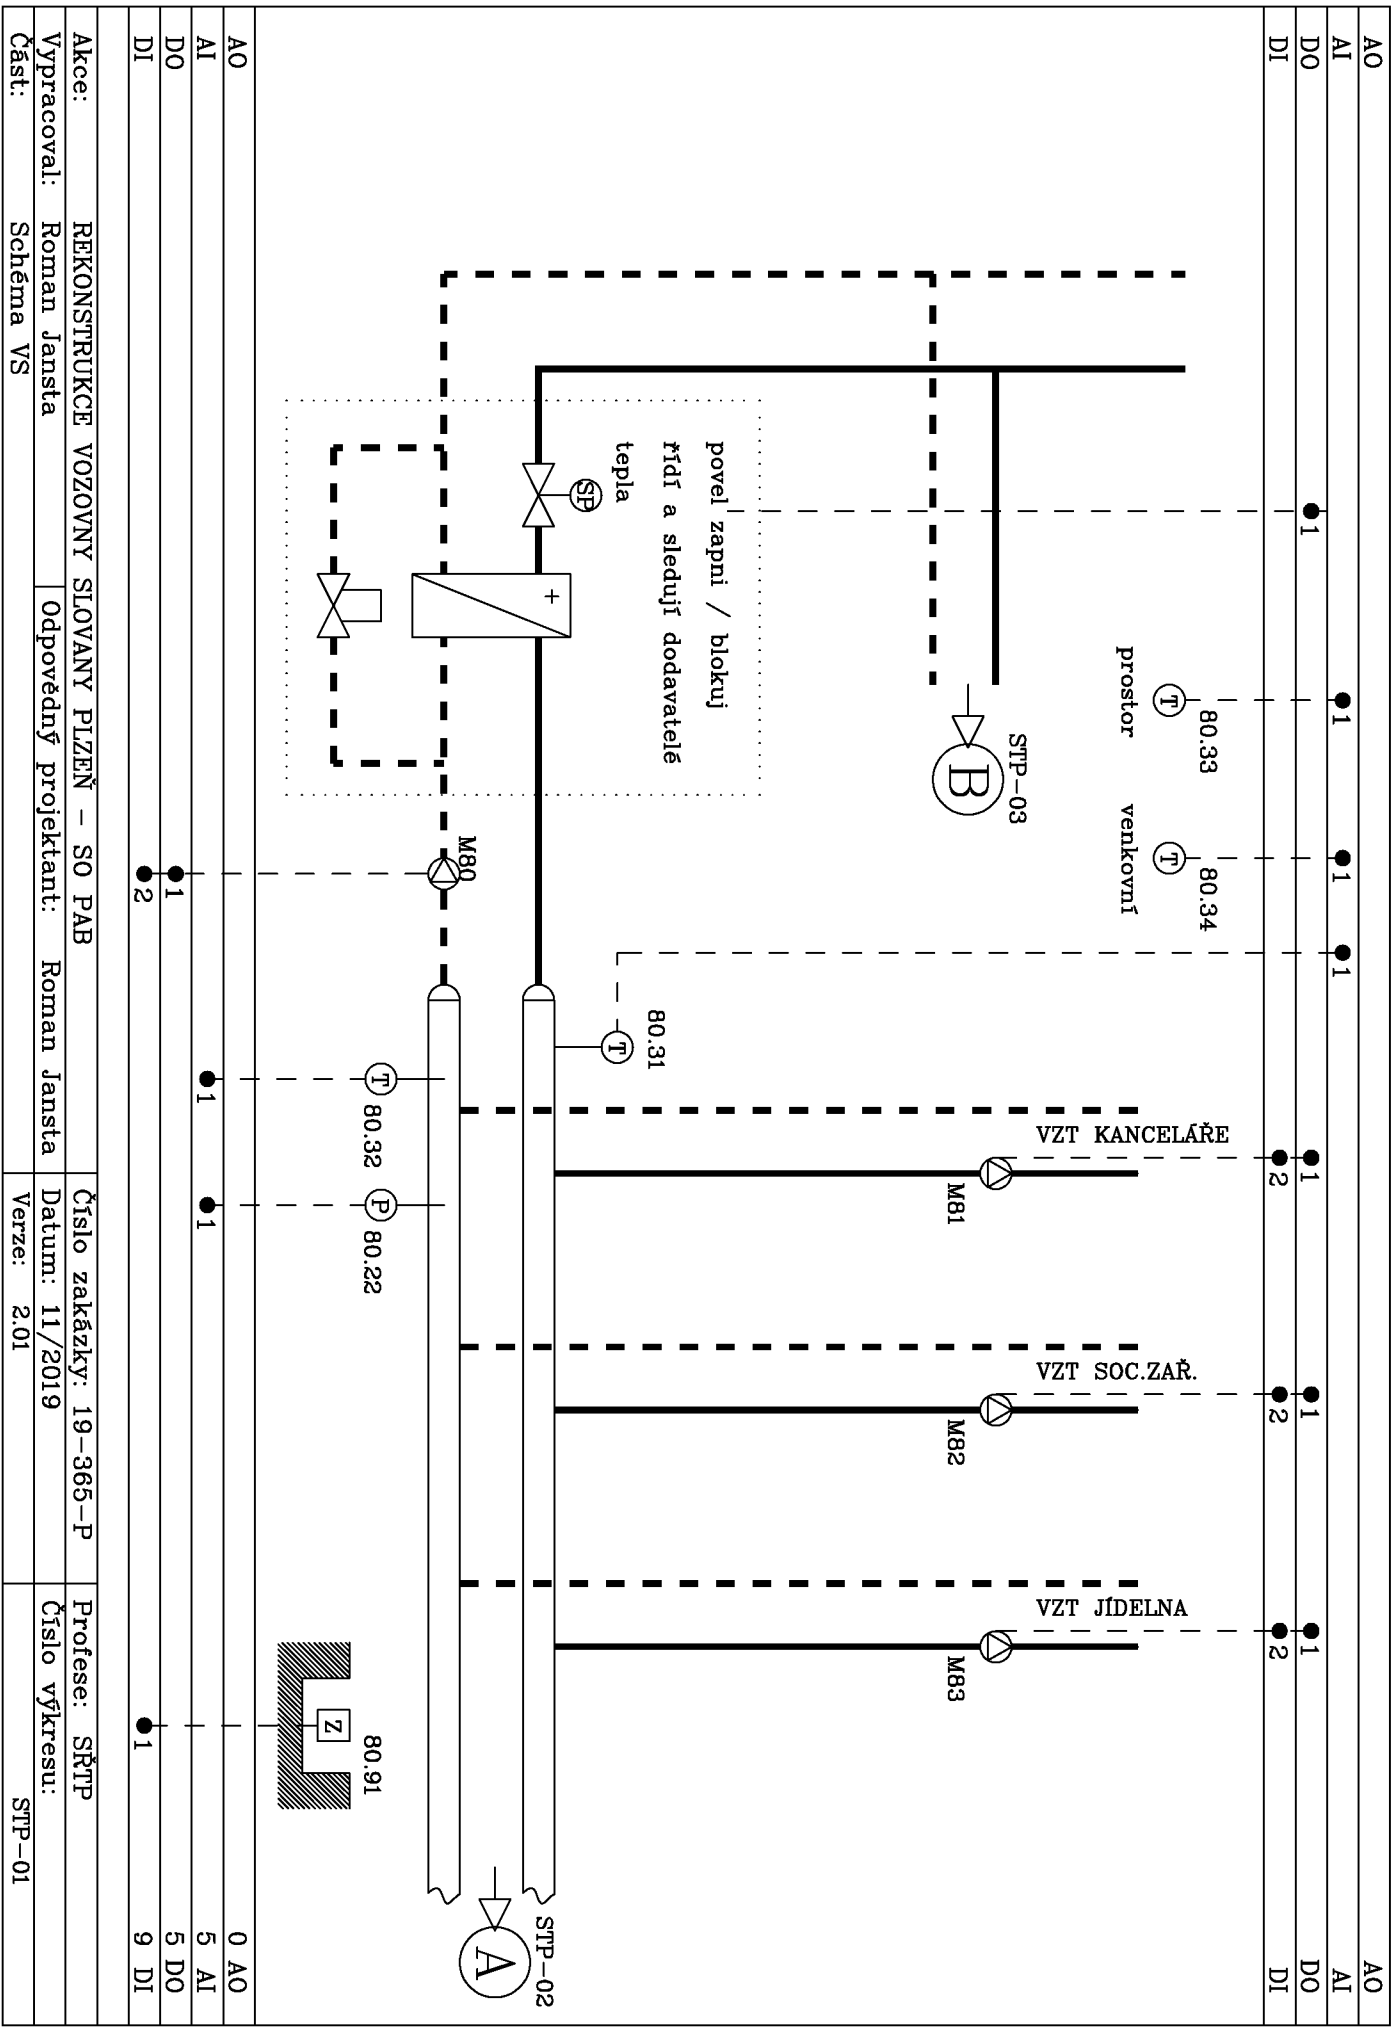 AO AO
AI AI
DO DO
DI DI
1
1
1
1
1
2
1
2
1
2
80.33
prostor
80.34
venkovní
80.31
VZT KANCELÁŘE
M81
VZT SOC.ZAŘ.
M82
VZT JÍDELNA
M83
STP-03
B
povel zapni / blokuj
řídí a sledují dodavatelé
tepla
SP
+
M80
T
T
T
T
80.32
P
80.22
Z
80.91
STP-02
A
AO 0 AO
AI 5 AI
1
1
DO 5 DO
1
DI 9 DI
2
1
Akce: REKONSTRUKCE VOZOVNY SLOVANY PLZEŇ - SO PAB Číslo zakázky: 19-365-P Profese: SŘTP
Vypracoval: Roman Jansta Odpovědný projektant: Roman Jansta Datum: 11/2019 Číslo výkresu:
Část: Schéma VS Verze: 2.01 STP-01